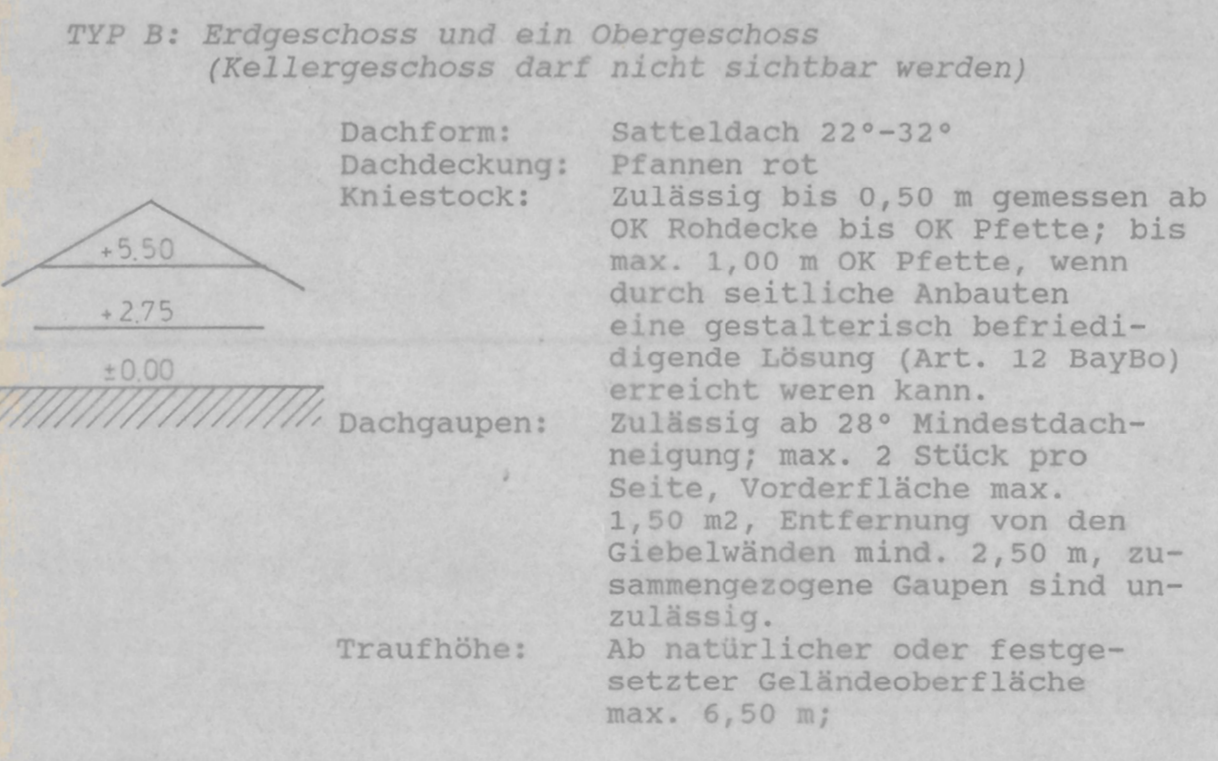 TYP B: Erdgeschoss und ein Obergeschoss
(Kellergeschoss darf nicht sichtbar werden)
Dachform: Satteldach 22°-32°
Dachdeckung: Pfannen rot
Kniestock: Zulässig bis 0,50 m gemessen ab
OK Rohdecke bis OK Pfette; bis
max. 1,00 m OK Pfette, wenn
durch seitliche Anbauten
eine gestalterisch befriedi-
digende Lösung (Art. 12 BayBo)
erreicht weren kann.
+5.50
+2.75
±0.00
Dachgaupen: Zulässig ab 28° Mindestdach-
neigung; max. 2 Stück pro
Seite, Vorderfläche max.
1,50 m2, Entfernung von den
Giebelwänden mind. 2,50 m, zu-
sammengezogene Gaupen sind un-
zulässig.
Traufhöhe: Ab natürlicher oder festge-
setzter Geländeoberfläche
max. 6,50 m;